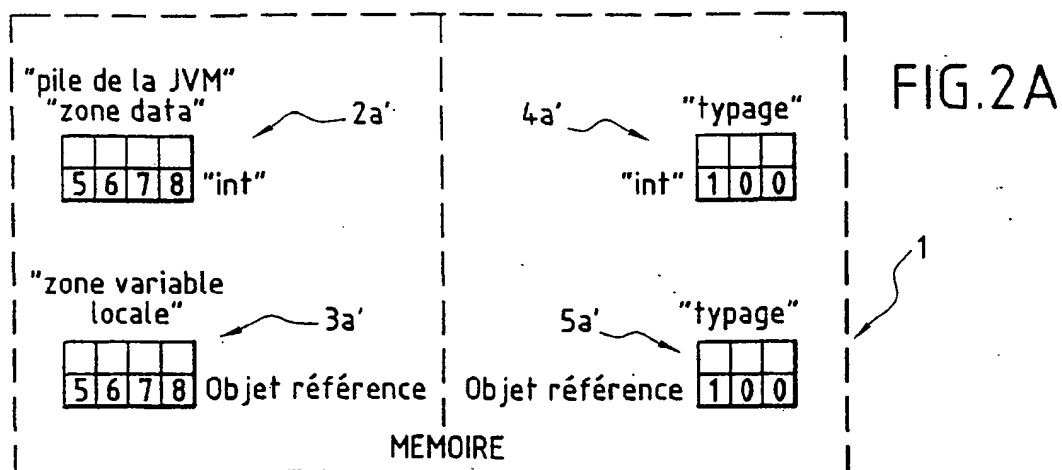 FIG.2A
"pile de la JVM"
"zone data"
2a'
5 6 7 8 "int"
4a'
"typage"
"int" 1 0 0
1
"zone variable
locale"
3a'
5 6 7 8 Objet référence
5a'
"typage"
Objet référence 1 0 0
MEMOIRE